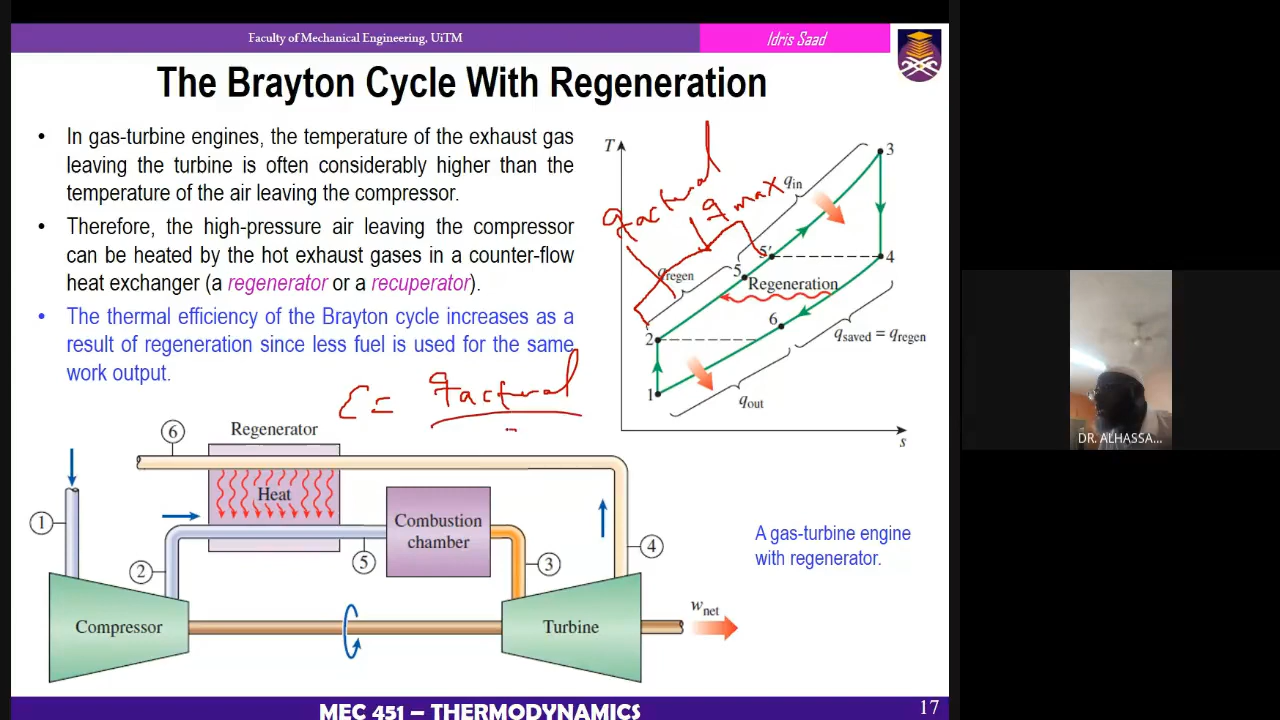 Faculty of Mechanical Engineering, UiTM
Idris Saad
The Brayton Cycle With Regeneration
• In gas-turbine engines, the temperature of the exhaust gas
leaving the turbine is often considerably higher than the
temperature of the air leaving the compressor.
• Therefore, the high-pressure air leaving the compressor
can be heated by the hot exhaust gases in a counter-flow
heat exchanger (a regenerator or a recuperator).
• The thermal efficiency of the Brayton cycle increases as a
result of regeneration since less fuel is used for the same
work output.
T
3
qin
qactural
qmax
5'
4
5
qregen
Regeneration
6
2
qsaved = qregen
1
qout
s
ε = qactural
6
Regenerator
Heat
1
Combustion
chamber
2
5
3
4
Compressor
Turbine
wnet
A gas-turbine engine
with regenerator.
MEC 451 – THERMODYNAMICS
17
DR. ALHASSA...